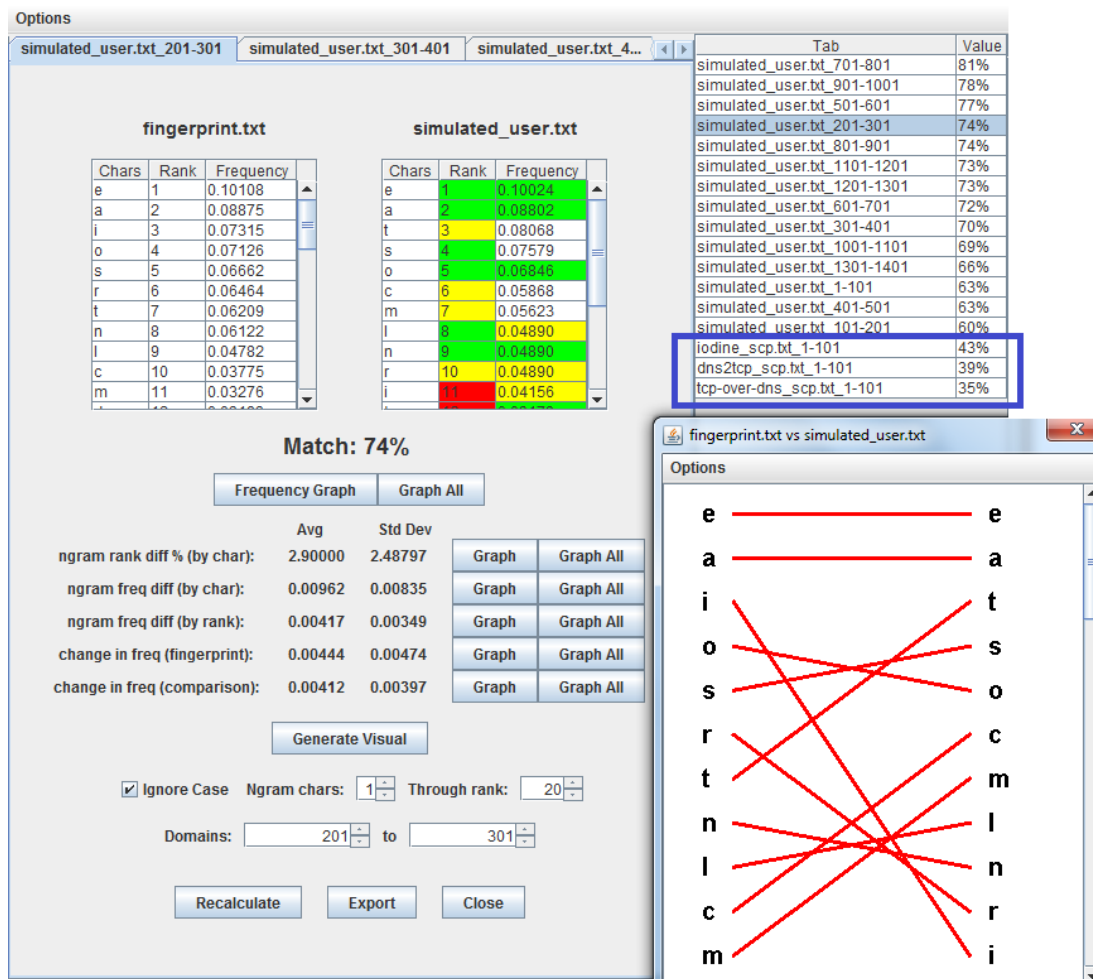 Options
simulated_user.txt_201-301 simulated_user.txt_301-401 simulated_user.txt_4...
Tab Value
simulated_user.txt_701-801 81%
simulated_user.txt_901-1001 78%
simulated_user.txt_501-601 77%
simulated_user.txt_201-301 74%
simulated_user.txt_801-901 74%
simulated_user.txt_1101-1201 73%
simulated_user.txt_1201-1301 73%
simulated_user.txt_601-701 72%
simulated_user.txt_301-401 70%
simulated_user.txt_1001-1101 69%
simulated_user.txt_1301-1401 66%
simulated_user.txt_1-101 63%
simulated_user.txt_401-501 63%
simulated_user.txt_101-201 60%
iodine_scp.txt_1-101 43%
dns2tcp_scp.txt_1-101 39%
tcp-over-dns_scp.txt_1-101 35%
fingerprint.txt
Chars Rank Frequency
e 1 0.10108
a 2 0.08875
i 3 0.07315
o 4 0.07126
s 5 0.06662
r 6 0.06464
t 7 0.06209
n 8 0.06122
l 9 0.04782
c 10 0.03775
m 11 0.03276
simulated_user.txt
Chars Rank Frequency
e 1 0.10024
a 2 0.08802
t 3 0.08068
s 4 0.07579
o 5 0.06846
c 6 0.05868
m 7 0.05623
l 8 0.04890
n 9 0.04890
r 10 0.04890
i 11 0.04156
Match: 74%
Frequency Graph Graph All
Avg Std Dev
ngram rank diff % (by char): 2.90000 2.48797 Graph Graph All
ngram freq diff (by char): 0.00962 0.00835 Graph Graph All
ngram freq diff (by rank): 0.00417 0.00349 Graph Graph All
change in freq (fingerprint): 0.00444 0.00474 Graph Graph All
change in freq (comparison): 0.00412 0.00397 Graph Graph All
Generate Visual
Ignore Case Ngram chars: 1 Through rank: 20
Domains: 201 to 301
Recalculate Export Close
fingerprint.txt vs simulated_user.txt
Options
e e
a a
i t
o s
s o
r c
t m
n l
l n
c r
m i